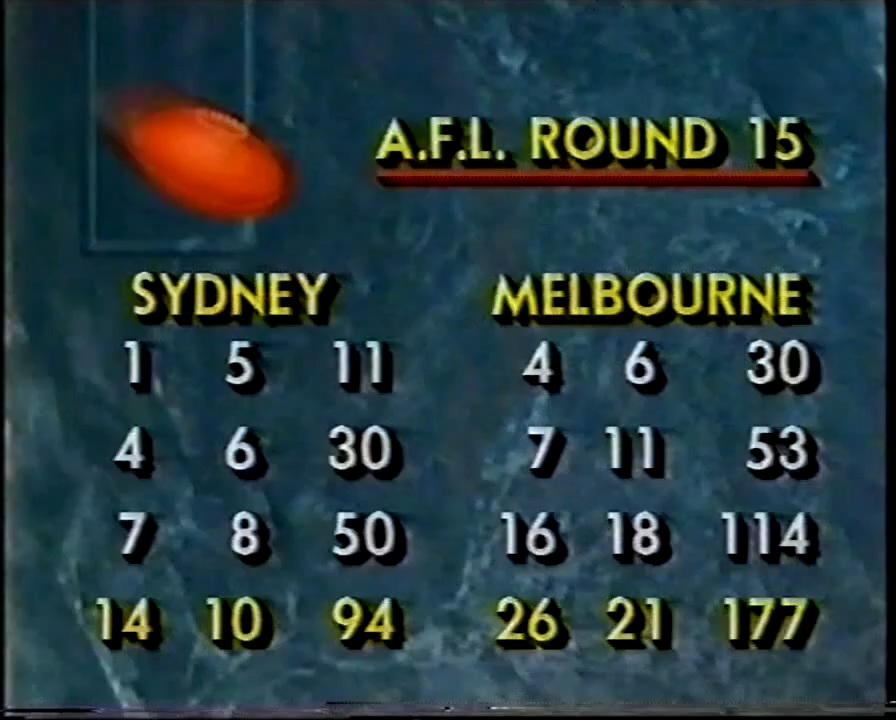 A.F.L. ROUND 15
SYDNEY MELBOURNE
1 5 11 4 6 30
4 6 30 7 11 53
7 8 50 16 18 114
14 10 94 26 21 177